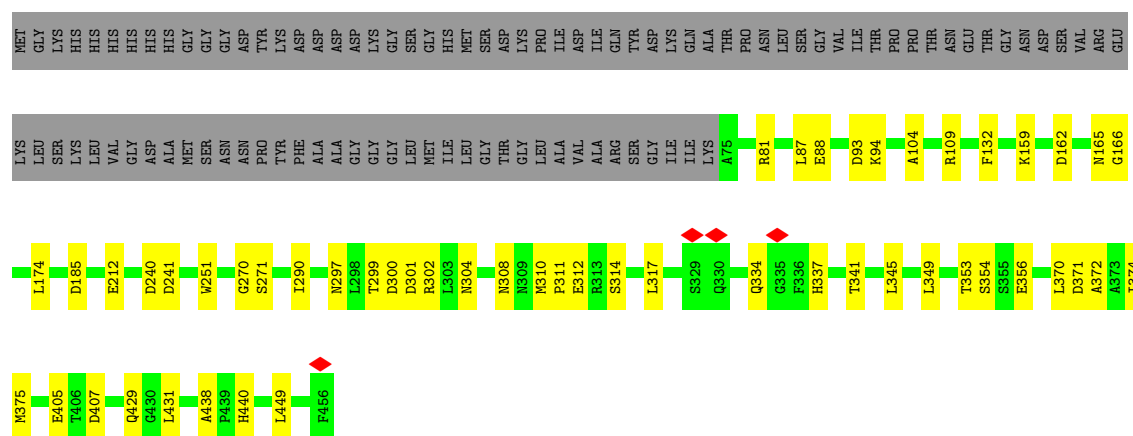 MET GLY LYS HIS HIS HIS HIS HIS HIS HIS GLY GLY GLY ASP TYR LYS ASP ASP ASP ASP LYS GLY SER GLY HIS MET SER ASP LYS PRO ILE ASP ILE GLN TYR ASP LYS GLN ALA THR PRO ASN LEU SER GLY VAL ILE THR PRO PRO THR ASN GLU THR GLY ASN ASP SER VAL ARG GLU
LYS LEU SER LYS LEU VAL GLY ASP ALA MET SER ASN ASN PRO TYR PHE ALA ALA GLY GLY GLY LEU MET ILE LEU GLY THR GLY LEU ALA VAL ALA ARG SER GLY ILE ILE LYS A75 R81 L87 E88 D93 K94 A104 R109 F132 K159 D162 N165 G166
L174 D185 E212 D240 D241 W251 G270 S271 I290 N297 L298 T299 D300 D301 R302 L303 N304 N308 N309 M310 P311 E312 R313 S314 L317 S329 Q330 Q334 G335 F336 H337 T341 L345 L349 T353 S354 S355 E356 L370 D371 A372 A373
M375 E405 T406 D407 Q429 G430 L431 A438 P439 H440 L449 F456